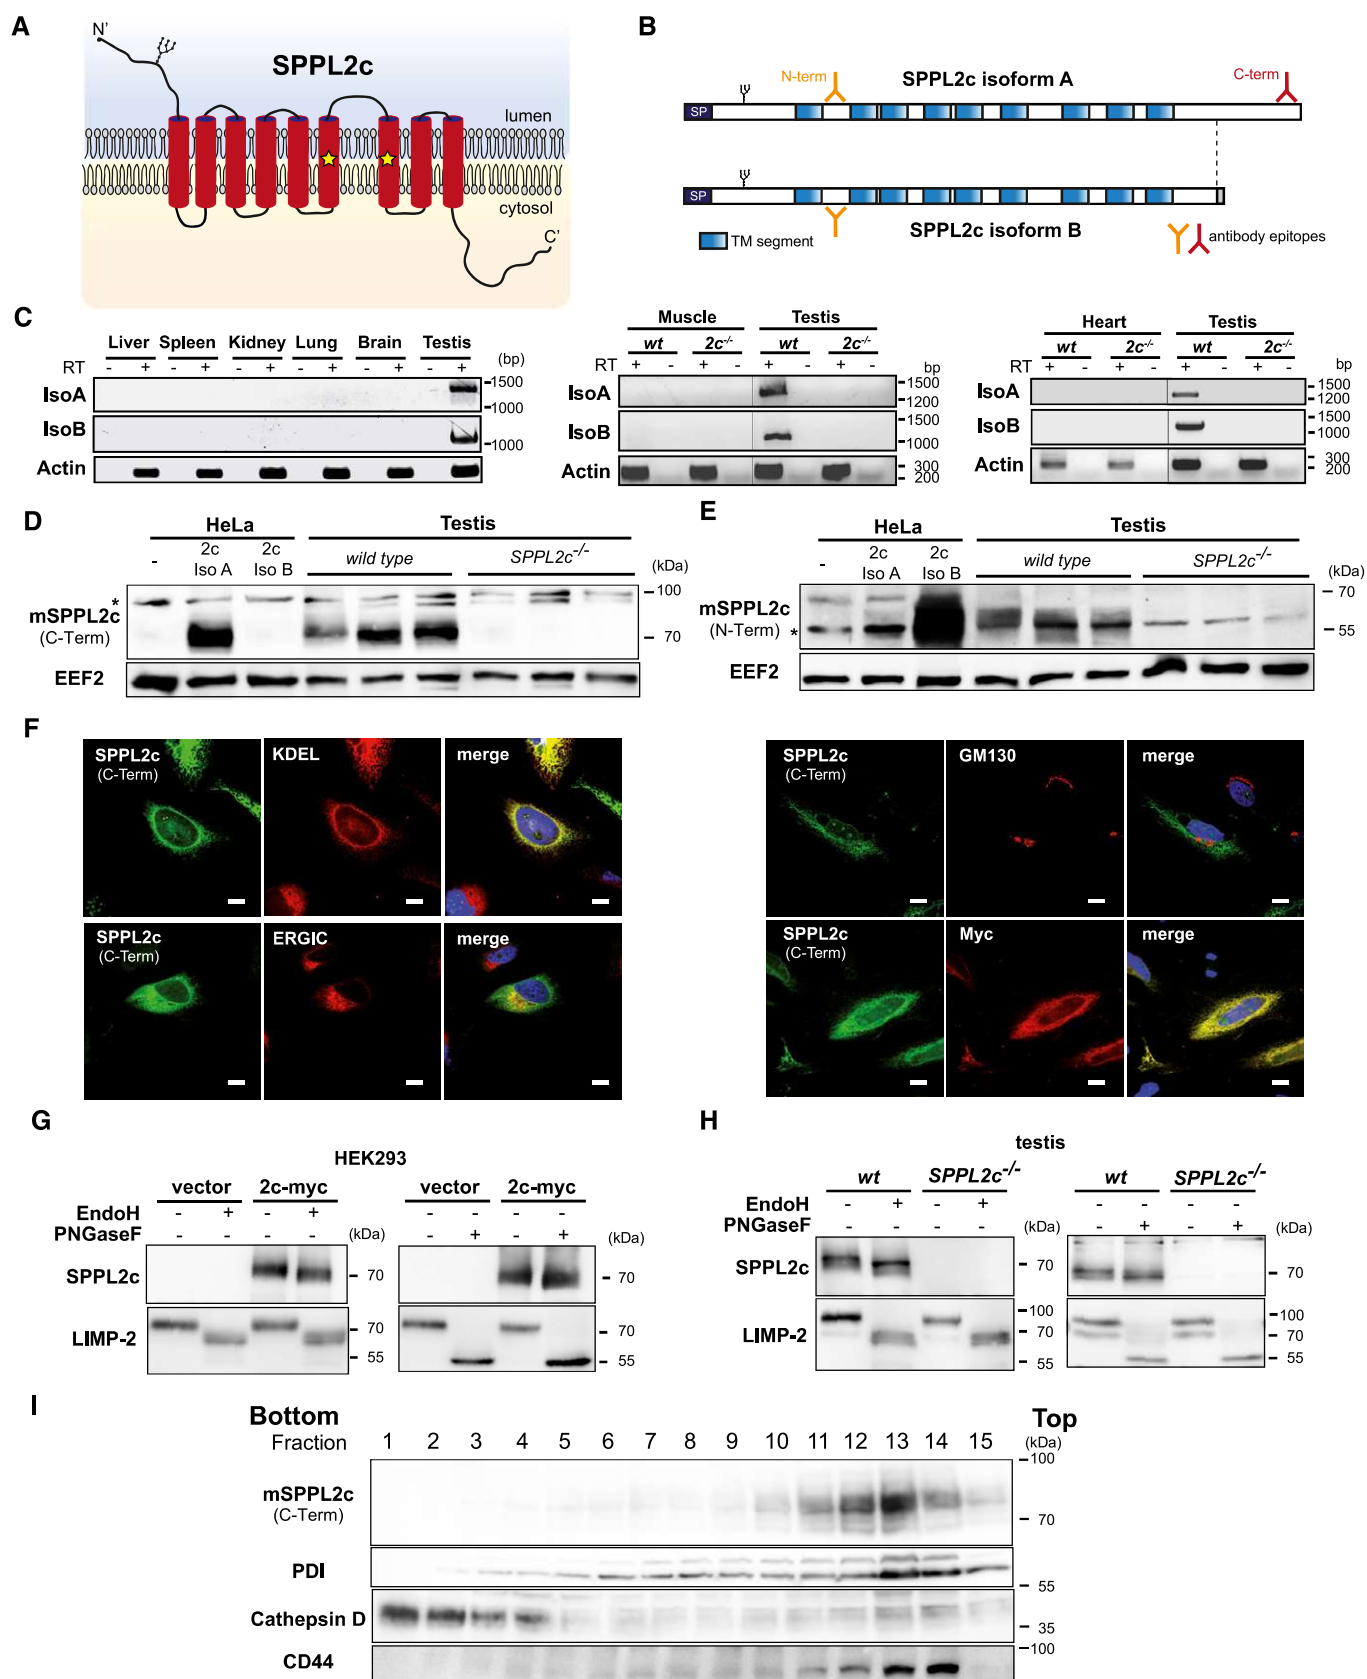 A
N'
SPPL2c
lumen
cytosol
C'
B
N-term
SPPL2c isoform A
C-term
SP
SP
SPPL2c isoform B
TM segment
antibody epitopes
C
Liver Spleen Kidney Lung Brain Testis
RT - + - + - + - + - + - + (bp)
IsoA
1500
1000
IsoB
1000
Actin
Muscle Testis
wt 2c-/- wt 2c-/-
RT + - + - + - + - bp
IsoA
1500
1200
IsoB
1500
1000
Actin
300
200
Heart Testis
wt 2c-/- wt 2c-/-
RT + - + - + - + - bp
IsoA
1500
1200
IsoB
1500
1000
Actin
300
200
D
HeLa Testis
- 2c Iso A 2c Iso B wild type SPPL2c-/-
(kDa)
mSPPL2c
(C-Term)
*
100
70
EEF2
E
HeLa Testis
- 2c Iso A 2c Iso B wild type SPPL2c-/-
(kDa)
mSPPL2c
(N-Term)
*
70
55
EEF2
F
SPPL2c
(C-Term)
KDEL
merge
SPPL2c
(C-Term)
GM130
merge
SPPL2c
(C-Term)
ERGIC
merge
SPPL2c
(C-Term)
Myc
merge
G
HEK293
vector 2c-myc vector 2c-myc
EndoH - + - + - - - -
PNGaseF - - - - (kDa) - + - + (kDa)
SPPL2c
70
70
LIMP-2
70
55
70
55
H
testis
wt SPPL2c-/- wt SPPL2c-/-
EndoH - + - + - - - -
PNGaseF - - - - (kDa) - + - + (kDa)
SPPL2c
70
70
LIMP-2
100
70
55
100
70
55
I
Bottom Top
Fraction 1 2 3 4 5 6 7 8 9 10 11 12 13 14 15 (kDa)
mSPPL2c
(C-Term)
100
70
PDI
55
Cathepsin D
35
CD44
100